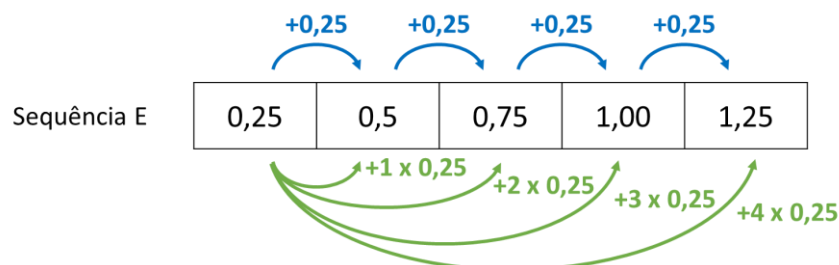 +0,25 +0,25 +0,25 +0,25
Sequência E 0,25 0,5 0,75 1,00 1,25
+1 x 0,25
+2 x 0,25
+3 x 0,25
+4 x 0,25